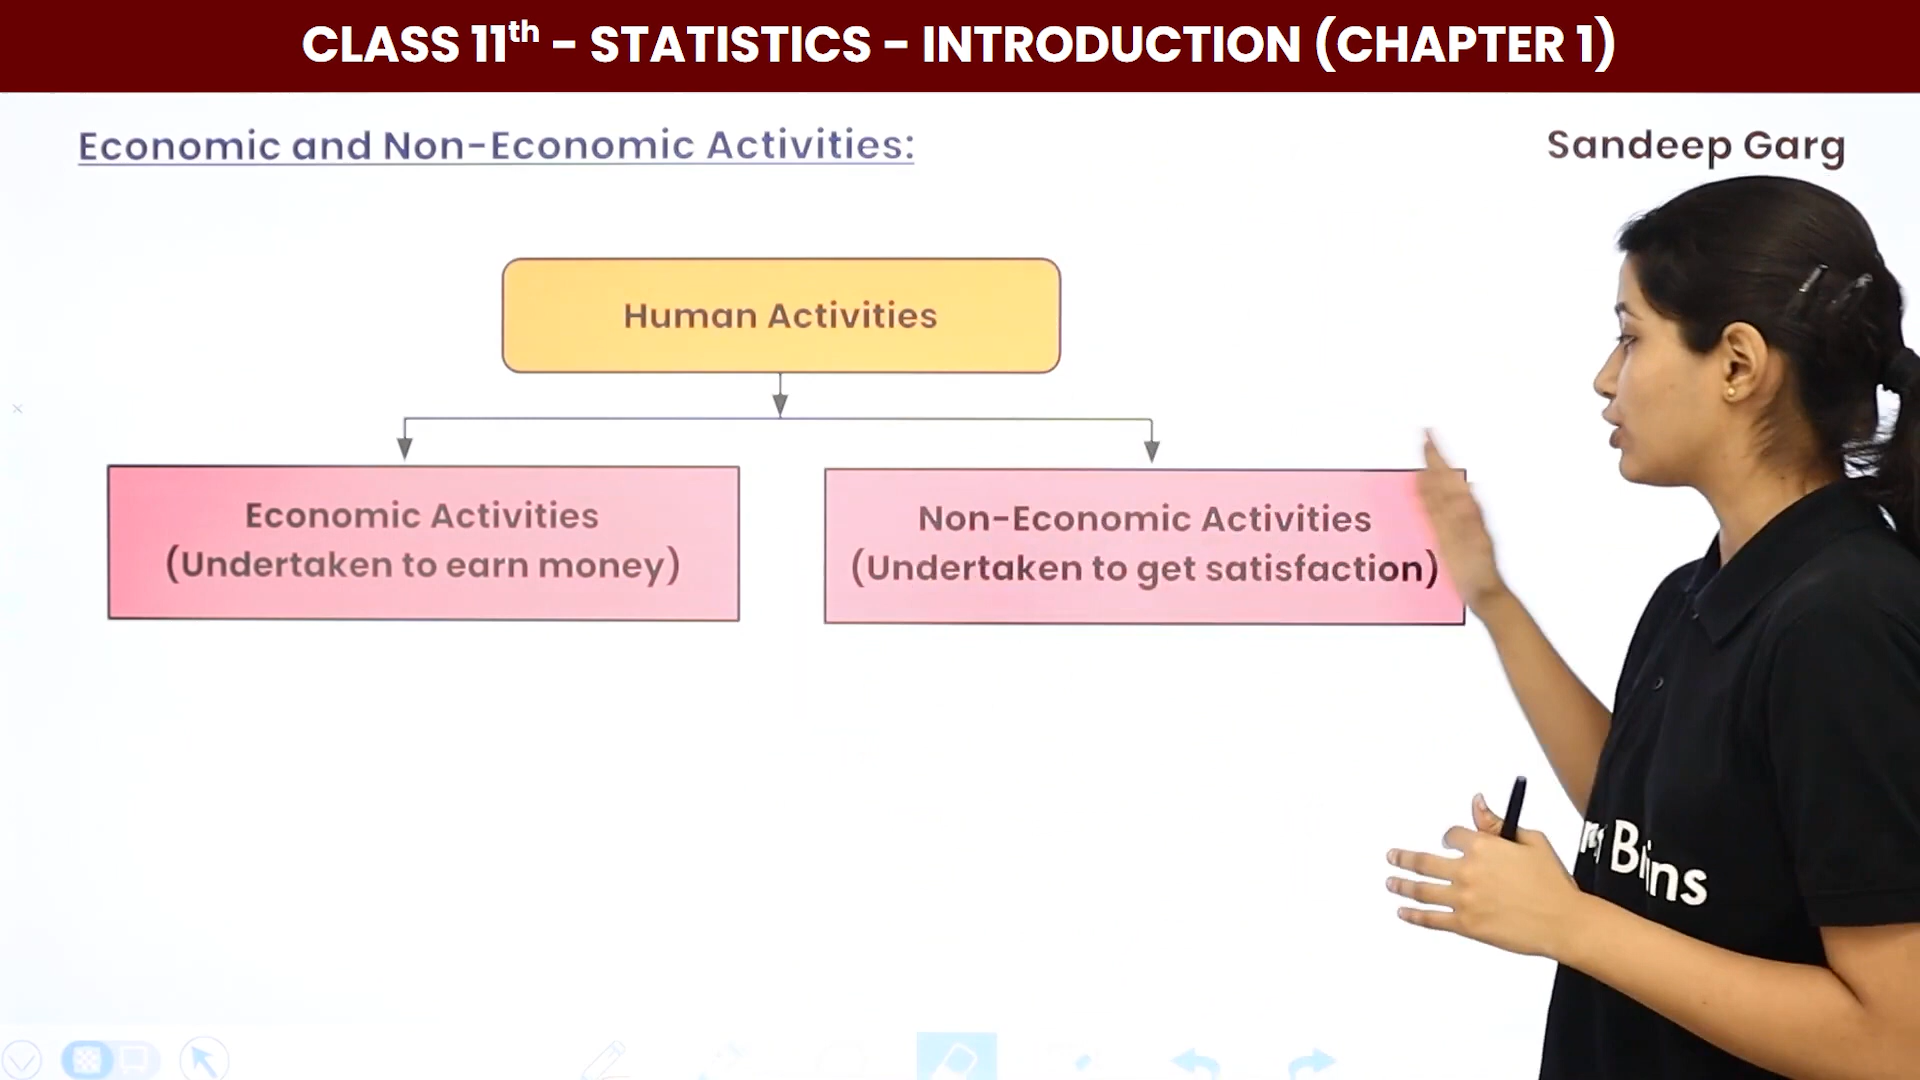 CLASS 11th - STATISTICS - INTRODUCTION (CHAPTER 1)
Economic and Non-Economic Activities:
Sandeep Garg
Human Activities
Economic Activities
(Undertaken to earn money)
Non-Economic Activities
(Undertaken to get satisfaction)